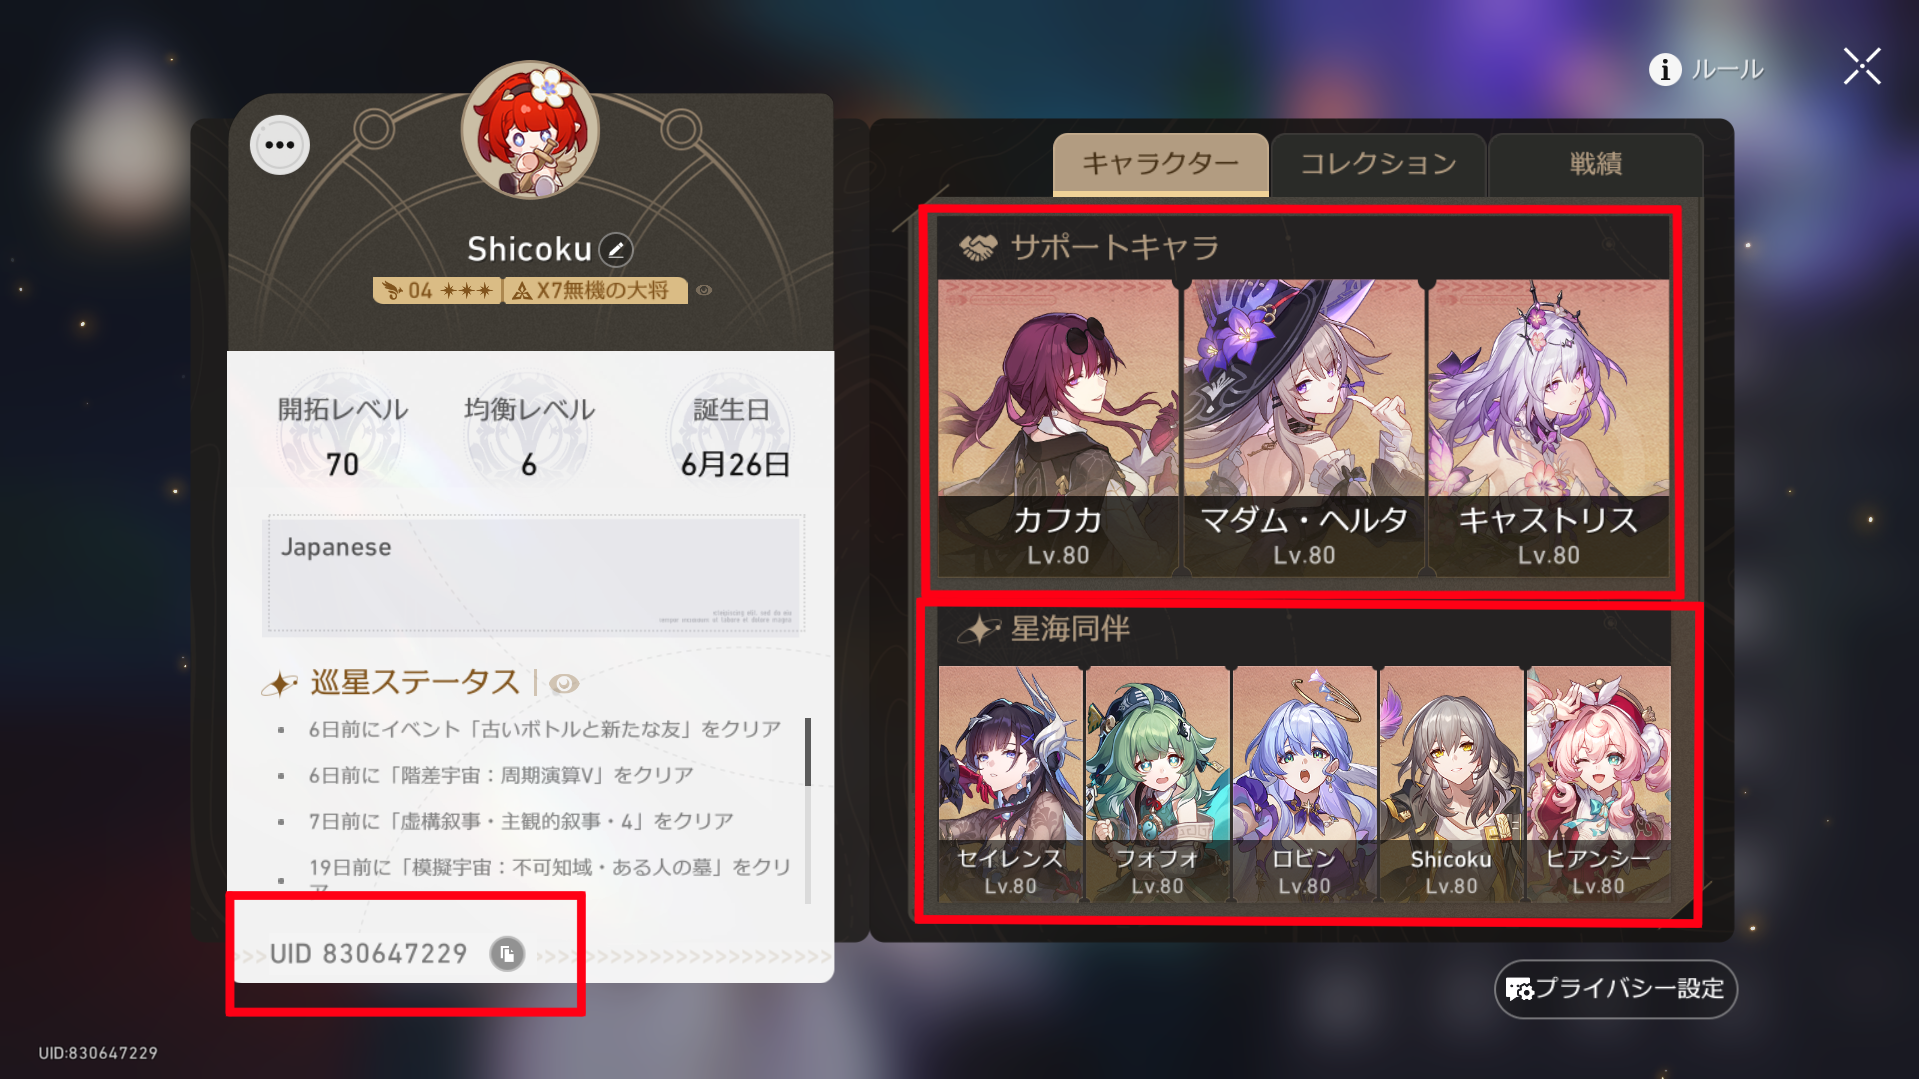 ルール
Shicoku
04
X7無機の大将
開拓レベル
均衡レベル
誕生日
70
6
6月26日
Japanese
巡星ステータス
6日前にイベント「古いボトルと新たな友」をクリア
6日前に「階差宇宙：周期演算V」をクリア
7日前に「虚構叙事・主観的叙事・4」をクリア
19日前に「模擬宇宙：不可知域・ある人の墓」をクリ
ア
UID 830647229
キャラクター
コレクション
戦績
サポートキャラ
カフカ
Lv.80
マダム・ヘルタ
Lv.80
キャストリス
Lv.80
星海同伴
セイレンス
Lv.80
フォフォ
Lv.80
ロビン
Lv.80
Shicoku
Lv.80
ヒアンシー
Lv.80
プライバシー設定
UID:830647229